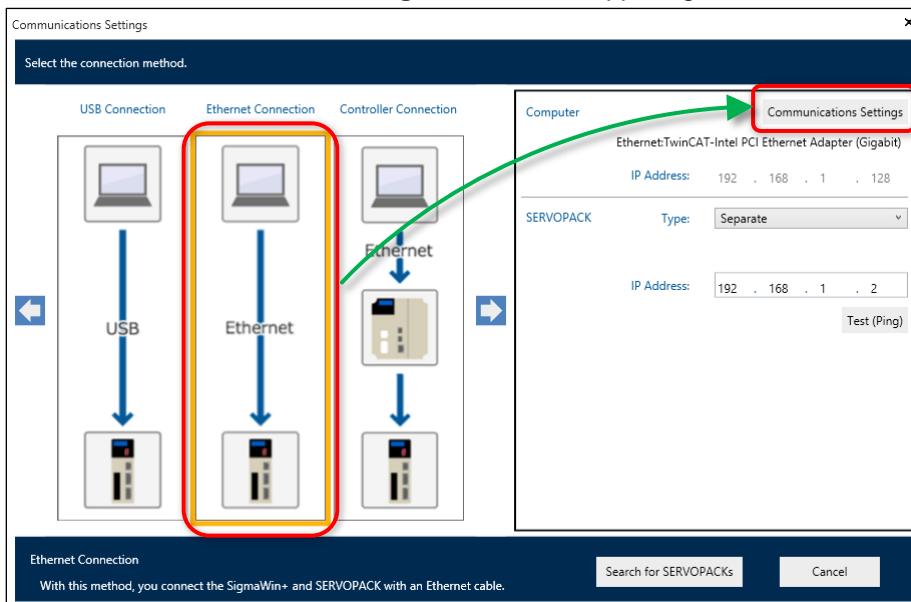 Communications Settings
Select the connection method.
USB Connection
Ethernet Connection
Controller Connection
USB
Ethernet
Ethernet
Computer
Communications Settings
Ethernet:TwinCAT-Intel PCI Ethernet Adapter (Gigabit)
IP Address: 192 . 168 . 1 . 128
SERVOPACK Type: Separate
IP Address: 192 . 168 . 1 . 2
Test (Ping)
Ethernet Connection
With this method, you connect the SigmaWin+ and SERVOPACK with an Ethernet cable.
Search for SERVOPACKs
Cancel